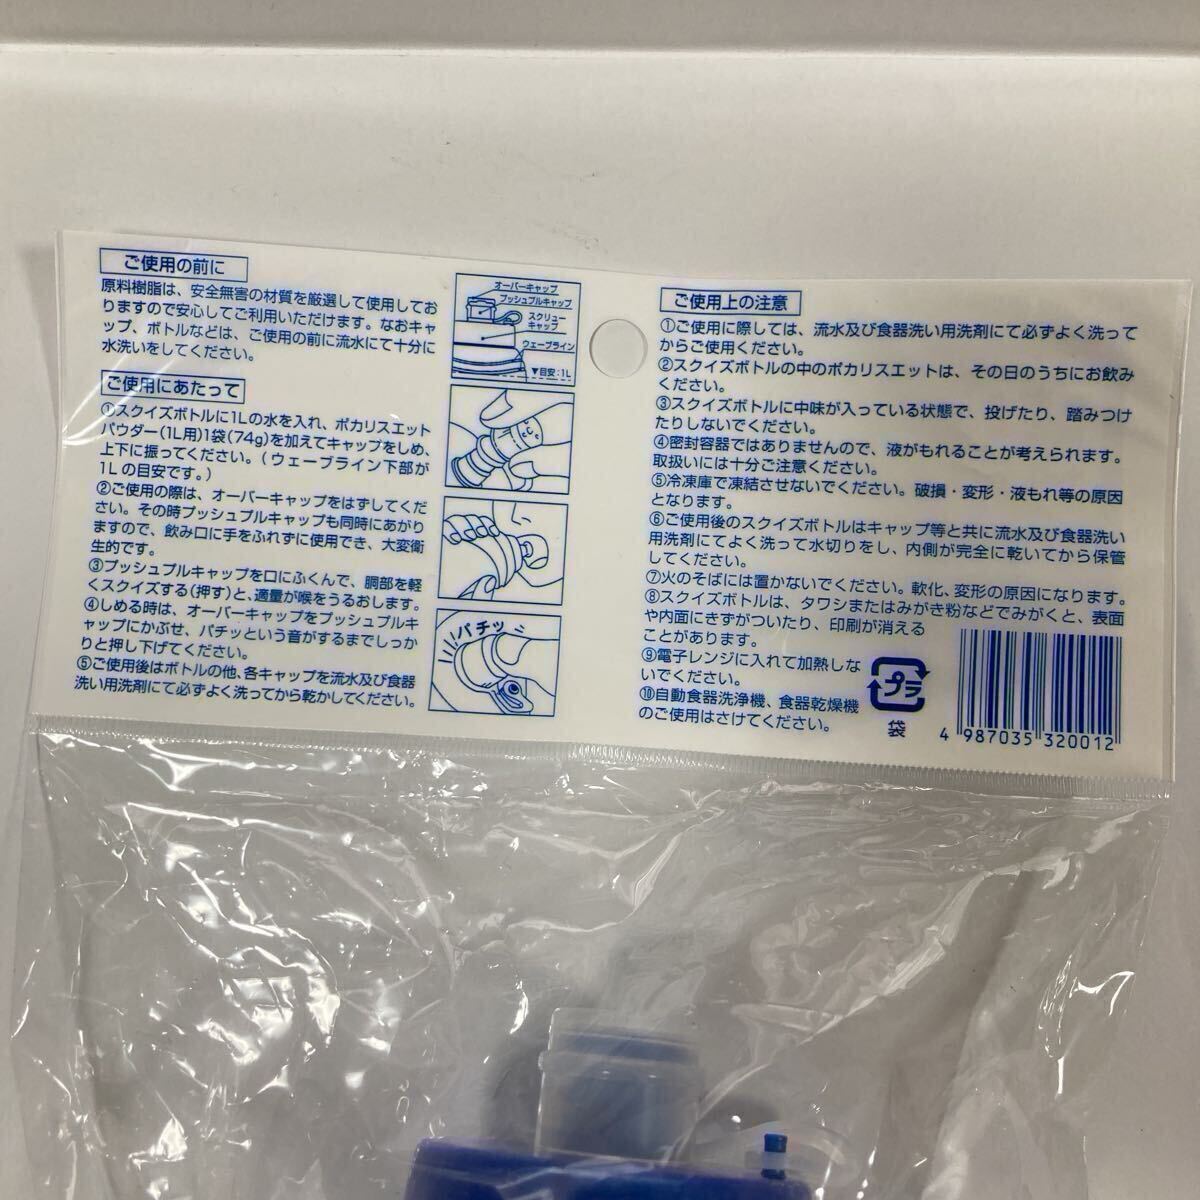 ご使用の前に
原料樹脂は、安全無害の材質を厳選して使用してお
りますので安心してご利用いただけます。なおキャ
ップ、ボトルなどは、ご使用の前に流水にて十分に
水洗いをしてください。
ご使用にあたって
①スクイズボトルに1Lの水を入れ、ポカリスエット
パウダー(1L用)1袋(74g)を加えてキャップをしめ、
上下に振ってください。(ウェーブライン下部が
1Lの目安です。)
②ご使用の際は、オーバーキャップをはずしてくだ
さい。その時プッシュプルキャップも同時にあがり
ますので、飲み口に手をふれずに使用でき、大変衛
生的です。
③プッシュプルキャップを口にふくんで、胴部を軽
くスクイズする(押す)と、適量が喉をうるおします。
④しめる時は、オーバーキャップをプッシュプルキ
ャップにかぶせ、パチッという音がするまでしっか
りと押し下げてください。
⑤ご使用後はボトルの他、各キャップを流水及び食器
洗い用洗剤にて必ずよく洗ってから乾かしてください。
オーバーキャップ
プッシュプルキャップ
スクリュー
キャップ
ウェーブライン
▼目安:1L
パチッ
ご使用上の注意
①ご使用に際しては、流水及び食器洗い用洗剤にて必ずよく洗って
からご使用ください。
②スクイズボトルの中のポカリスエットは、その日のうちにお飲み
ください。
③スクイズボトルに中味が入っている状態で、投げたり、踏みつけ
たりしないでください。
④密封容器ではありませんので、液がもれることが考えられます。
取扱いには十分ご注意ください。
⑤冷凍庫で凍結させないでください。破損・変形・液もれ等の原因
となります。
⑥ご使用後のスクイズボトルはキャップ等と共に流水及び食器洗い
用洗剤にてよく洗って水切りをし、内側が完全に乾いてから保管
してください。
⑦火のそばには置かないでください。軟化、変形の原因になります。
⑧スクイズボトルは、タワシまたはみがき粉などでみがくと、表面
や内面にきずがついたり、印刷が消える
ことがあります。
⑨電子レンジに入れて加熱しな
いでください。
⑩自動食器洗浄機、食器乾燥機
のご使用はさけてください。
プラ
袋
4 987035 320012